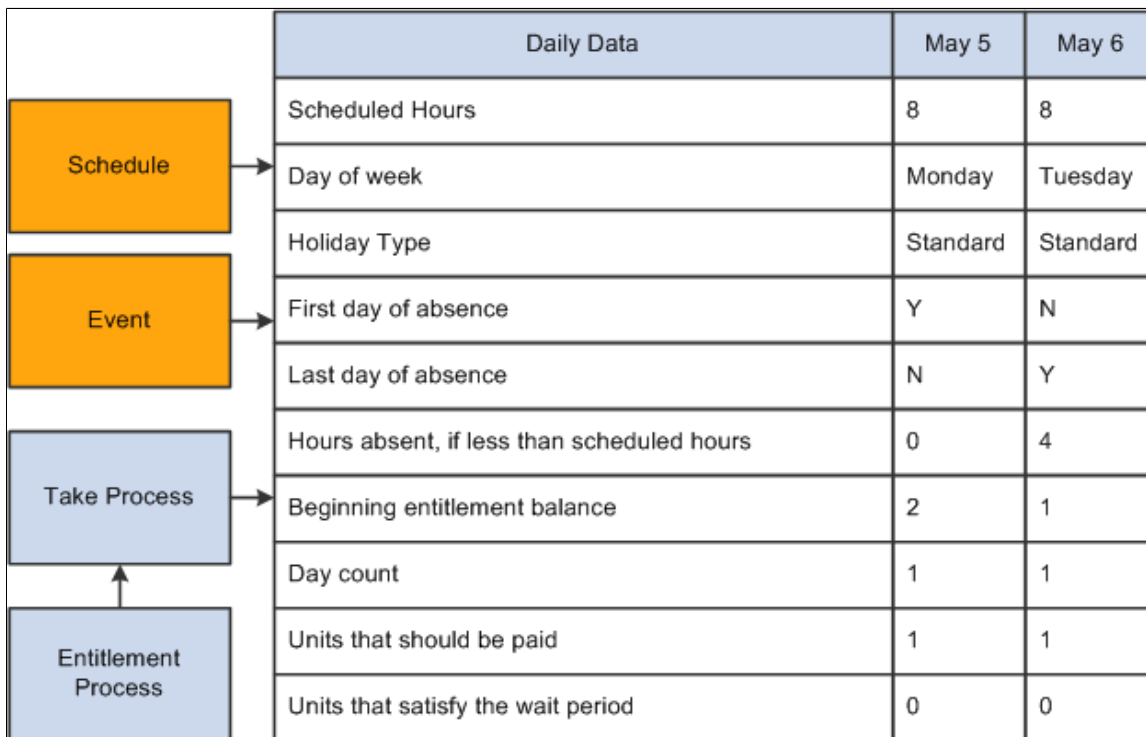 Daily Data May 5 May 6
Scheduled Hours 8 8
Schedule
Day of week Monday Tuesday
Holiday Type Standard Standard
Event
First day of absence Y N
Last day of absence N Y
Hours absent, if less than scheduled hours 0 4
Take Process
Beginning entitlement balance 2 1
Day count 1 1
Units that should be paid 1 1
Entitlement
Process
Units that satisfy the wait period 0 0